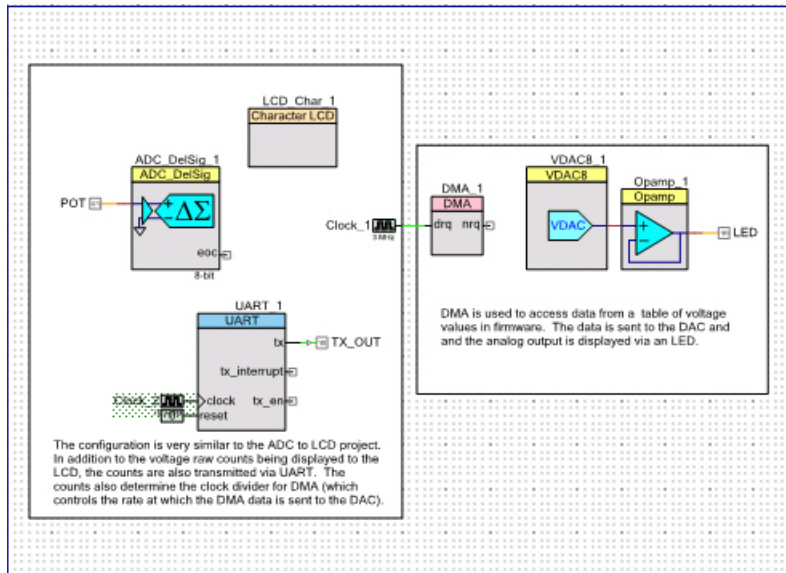 LCD_Char_1
Character LCD
ADC_DelSig_1
ADC_DelSig
POT
ΔΣ
eoc
8-bit
Clock_1
DMA_1
DMA
drq nrq
VDAC8_1
VDAC8
VDAC
Opamp_1
Opamp
LED
DMA is used to access data from a table of voltage
values in firmware. The data is sent to the DAC and
and the analog output is displayed via an LED.
UART_1
UART
tx
TX_OUT
tx_interrupt
Clock_2
clock tx_en
reset
The configuration is very similar to the ADC to LCD project.
In addition to the voltage raw counts being displayed to the
LCD, the counts are also transmitted via UART. The
counts also determine the clock divider for DMA (which
controls the rate at which the DMA data is sent to the DAC).